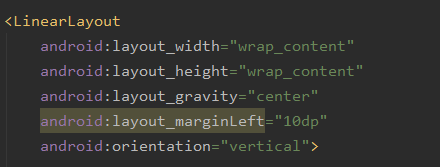 <LinearLayout
android:layout_width="wrap_content"
android:layout_height="wrap_content"
android:layout_gravity="center"
android:layout_marginLeft="10dp"
android:orientation="vertical">